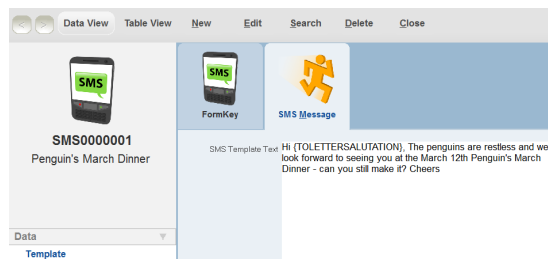 < > Data View Table View New Edit Search Delete Close
SMS
SMS0000001
Penguin's March Dinner
Data
Template
SMS
FormKey
SMS Message
SMS Template Text
Hi {TOLETTERSALUTATION}, The penguins are restless and we
look forward to seeing you at the March 12th Penguin's March
Dinner - can you still make it? Cheers